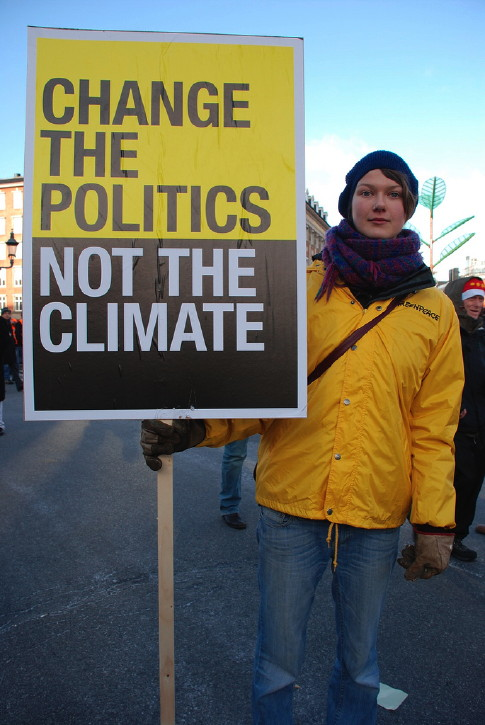 CHANGE
THE
POLITICS
NOT THE
CLIMATE
GREENPEACE